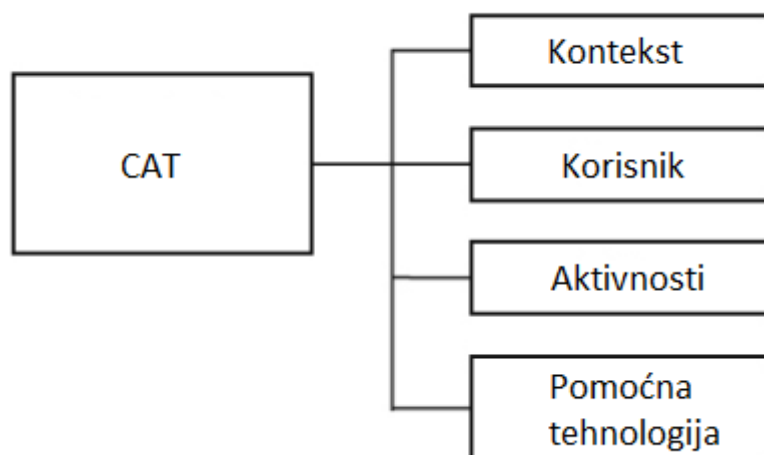 Kontekst
CAT
Korisnik
Aktivnosti
Pomoćna
tehnologija